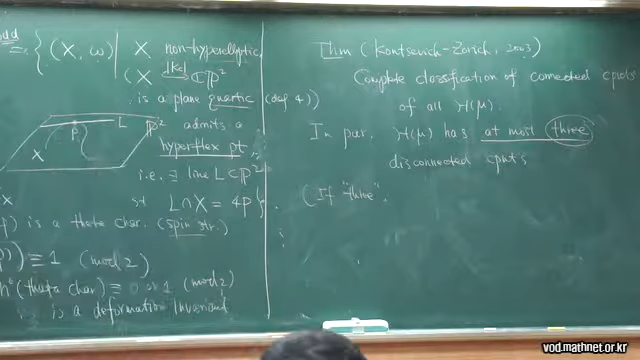 odd
= { (X, ω) | X non-hyperelliptic
(X |K_X| CP²
is a plane quartic (deg 4))
P² admits a
hyperflex pt
i.e. ∃ line L ⊂ P²
st L ∩ X = 4P }
L
P
X
) is a theta char. (spin str.)
) ≡ 1 (mod 2)
h⁰(theta char) ≡ 0 or 1 (mod 2)
is a deformation invariant
Thm (Kontsevich-Zorich, 2003)
Complete classification of connected cpnts
of all H(μ).
In par. H(μ) has at most three
disconnected cpnt's
(If "three",
vod.mathnet.or.kr